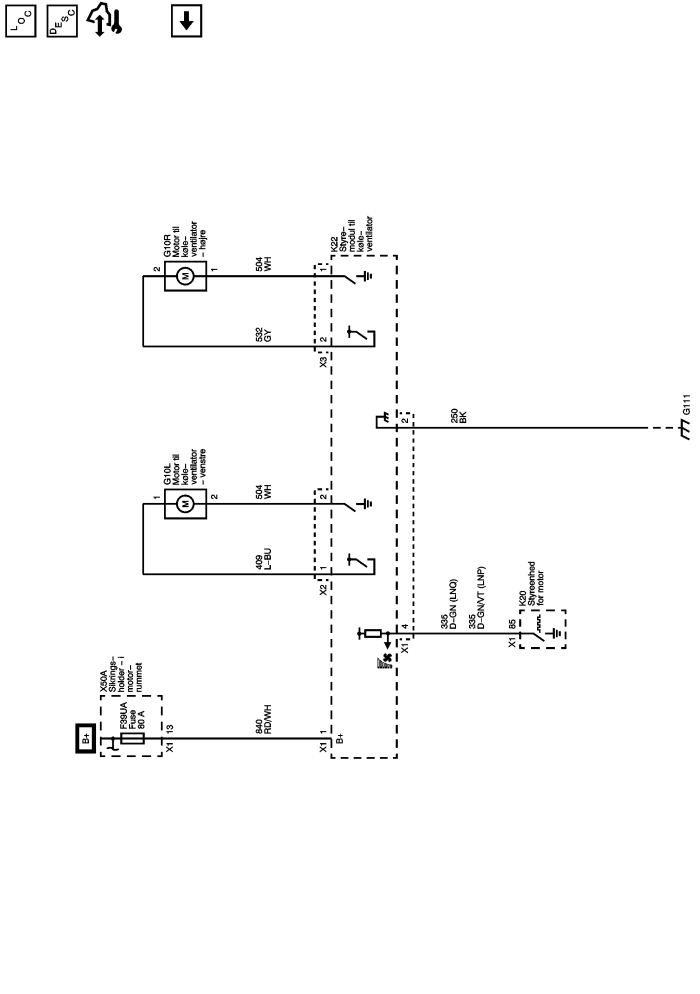 LOC
DESC
B+
X50A
Sikrings–
holder – i
motor–
rummet
F39UA
Fuse
80 A
X1
13
840
RD/WH
X1
1
B+
G10L
Motor til
køle–
ventilator
– venstre
1
M
2
409
L–BU
504
WH
X2
1
2
G10R
Motor til
køle–
ventilator
– højre
2
M
1
532
GY
504
WH
X3
2
1
K22
Styre–
modul til
køle–
ventilator
X1
4
2
335
D–GN (LNQ)
335
D–GN/VT (LNP)
X1
85
K20
Styreenhed
for motor
250
BK
G111